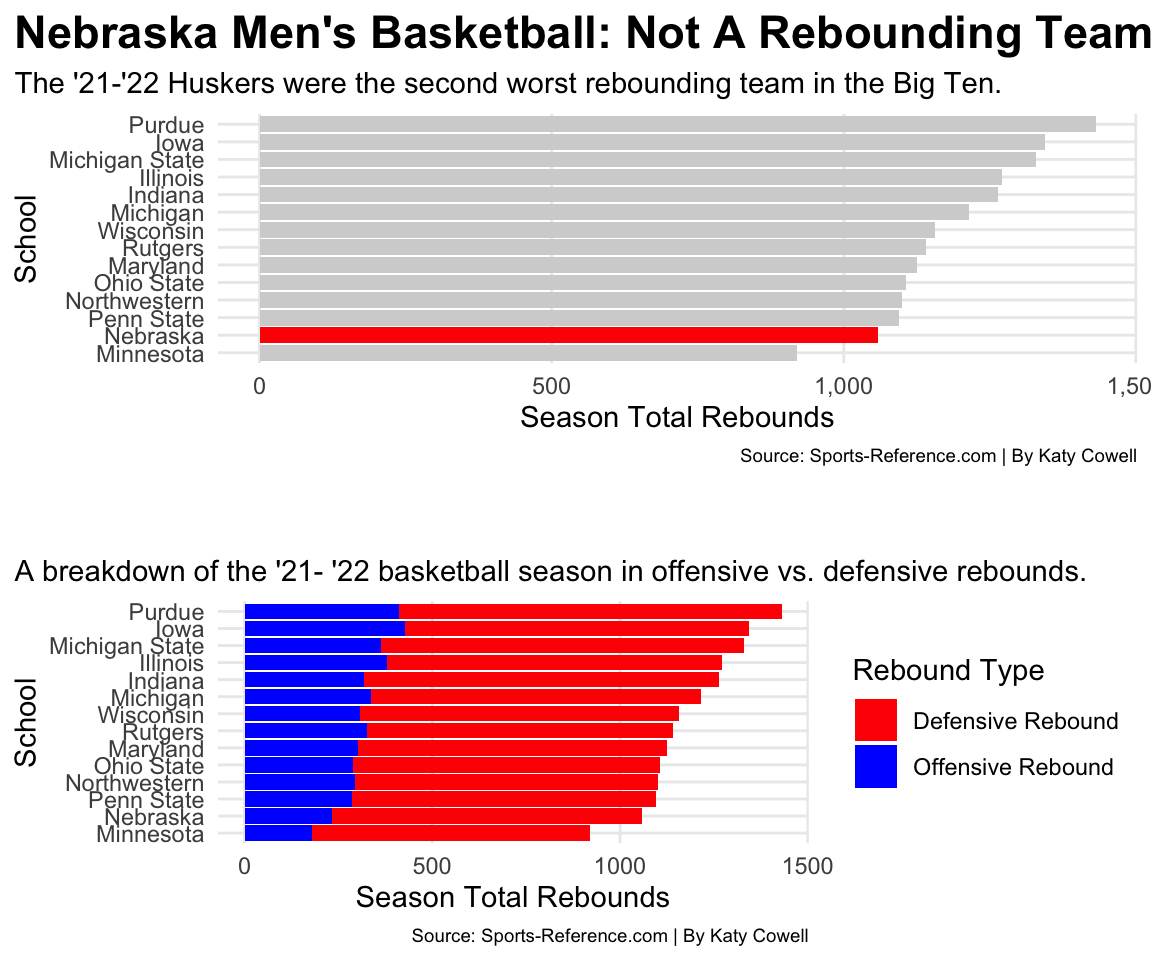 Nebraska Men's Basketball: Not A Rebounding Team
The '21-'22 Huskers were the second worst rebounding team in the Big Ten.
School
Purdue
Iowa
Michigan State
Illinois
Indiana
Michigan
Wisconsin
Rutgers
Maryland
Ohio State
Northwestern
Penn State
Nebraska
Minnesota
0 500 1,000 1,50
Season Total Rebounds
Source: Sports-Reference.com | By Katy Cowell
A breakdown of the '21- '22 basketball season in offensive vs. defensive rebounds.
School
Purdue
Iowa
Michigan State
Illinois
Indiana
Michigan
Wisconsin
Rutgers
Maryland
Ohio State
Northwestern
Penn State
Nebraska
Minnesota
0 500 1000 1500
Season Total Rebounds
Rebound Type
Defensive Rebound
Offensive Rebound
Source: Sports-Reference.com | By Katy Cowell